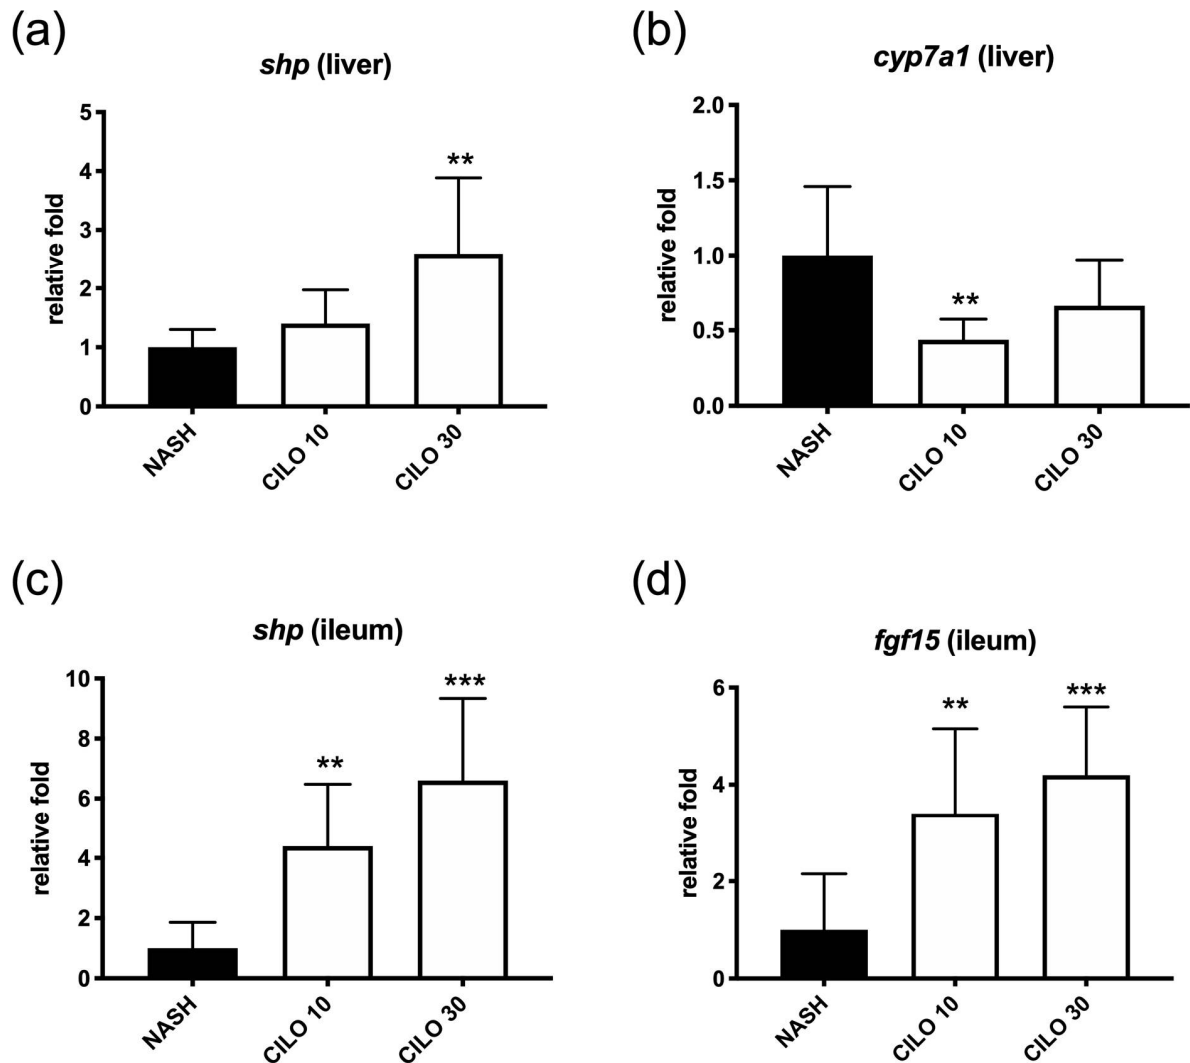 (a)
shp (liver)
relative fold
5
4
3
2
1
0
**
NASH
CILO 10
CILO 30
(b)
cyp7a1 (liver)
relative fold
2.0
1.5
1.0
0.5
0.0
**
NASH
CILO 10
CILO 30
(c)
shp (ileum)
relative fold
10
8
6
4
2
0
**
***
NASH
CILO 10
CILO 30
(d)
fgf15 (ileum)
relative fold
6
4
2
0
**
***
NASH
CILO 10
CILO 30